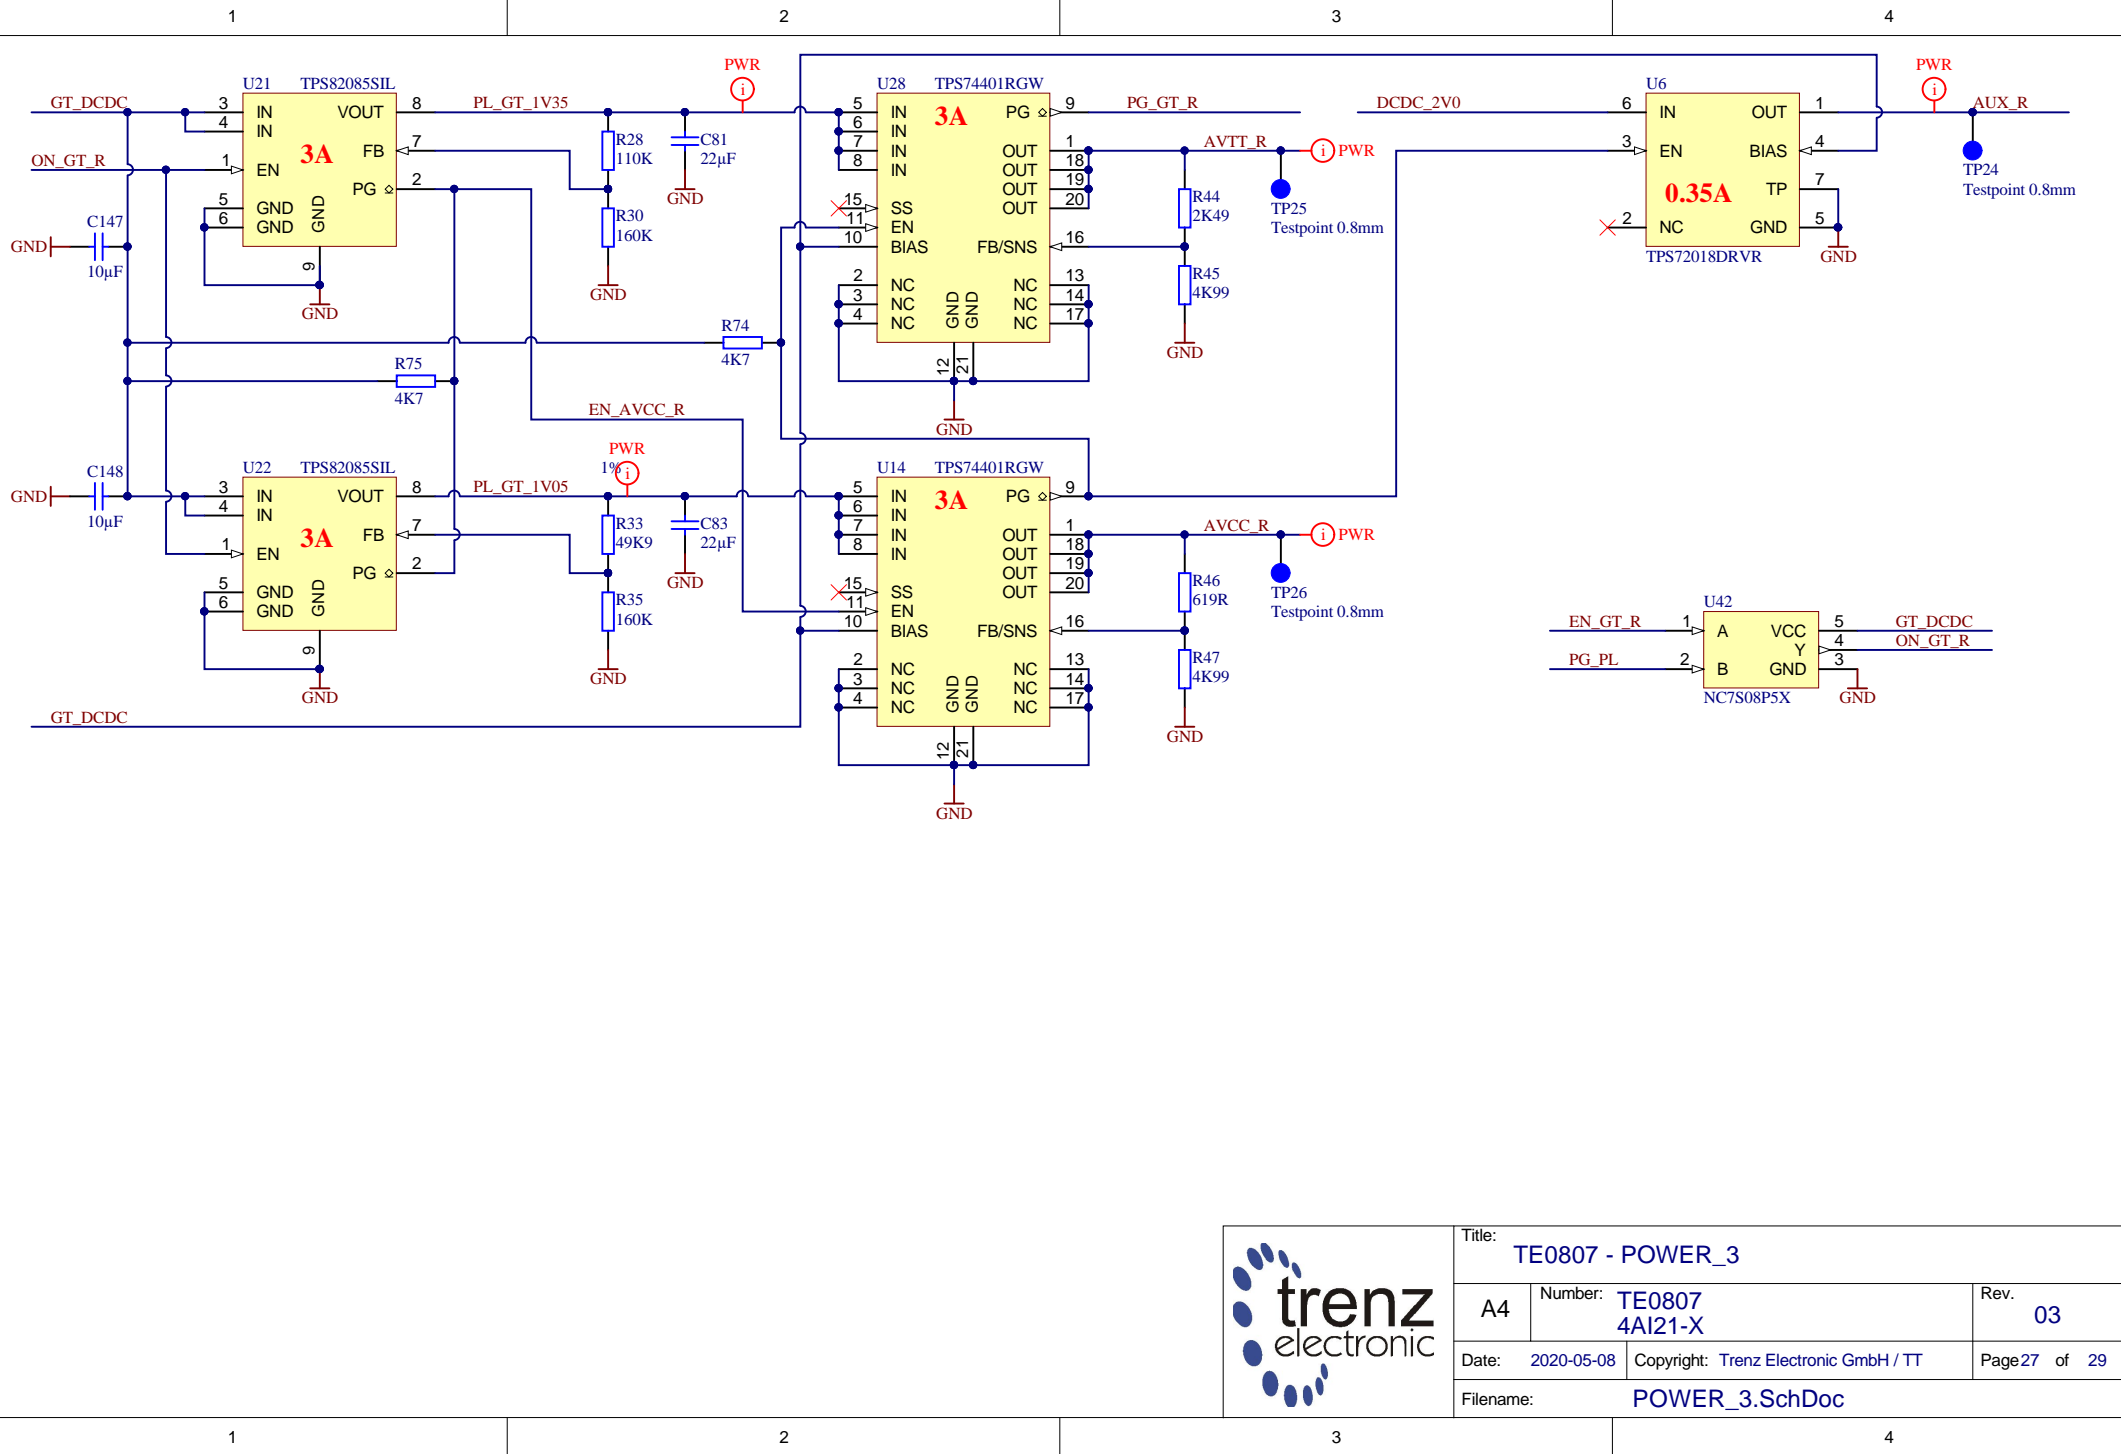 1 2 3 4
U21 TPS82085SIL
GT_DCDC
ON_GT_R
3 IN
4 IN
1 EN
5 GND
6 GND
GND
9
VOUT 8
FB 7
PG 2
3A
GND
C147
10µF
GND
PL_GT_1V35
R28
110K
R30
160K
GND
C81
22µF
GND
PWR
i
U28 TPS74401RGW
3A
5 IN
6 IN
7 IN
8 IN
15 SS
11 EN
10 BIAS
2 NC
3 NC
4 NC
PG 9
OUT 1
OUT 18
OUT 19
OUT 20
FB/SNS 16
NC 13
NC 14
NC 17
GND GND
12 21
GND
PG_GT_R
AVTT_R
i PWR
TP25
Testpoint 0.8mm
R44
2K49
R45
4K99
GND
DCDC_2V0
U6
6 IN
3 EN
2 NC
OUT 1
BIAS 4
TP 7
GND 5
0.35A
TPS72018DRVR
GND
PWR
i
AUX_R
TP24
Testpoint 0.8mm
R74
4K7
R75
4K7
EN_AVCC_R
C148
10µF
GND
U22 TPS82085SIL
3 IN
4 IN
1 EN
5 GND
6 GND
GND
9
VOUT 8
FB 7
PG 2
3A
GND
PL_GT_1V05
PWR
1%
i
R33
49K9
R35
160K
GND
C83
22µF
GND
GT_DCDC
U14 TPS74401RGW
3A
5 IN
6 IN
7 IN
8 IN
15 SS
11 EN
10 BIAS
2 NC
3 NC
4 NC
PG 9
OUT 1
OUT 18
OUT 19
OUT 20
FB/SNS 16
NC 13
NC 14
NC 17
GND GND
12 21
GND
AVCC_R
i PWR
TP26
Testpoint 0.8mm
R46
619R
R47
4K99
GND
U42
EN_GT_R 1 A
PG_PL 2 B
VCC 5 GT_DCDC
Y 4 ON_GT_R
GND 3
NC7S08P5X
GND
trenz
electronic
Title:
TE0807 - POWER_3
A4
Number: TE0807
4AI21-X
Rev.
03
Date: 2020-05-08
Copyright: Trenz Electronic GmbH / TT
Page 27 of 29
Filename: POWER_3.SchDoc
1 2 3 4